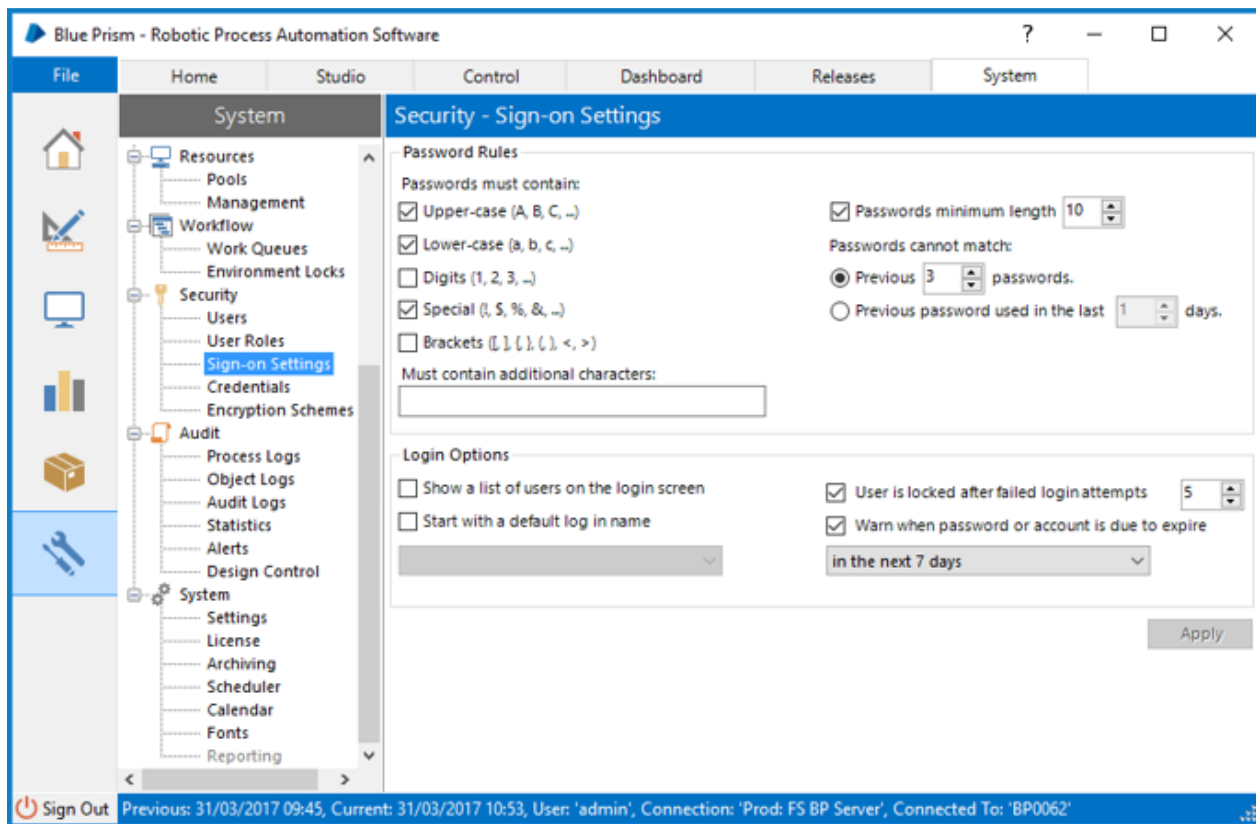 Blue Prism - Robotic Process Automation Software
?
File Home Studio Control Dashboard Releases System
System
Resources
Pools
Management
Workflow
Work Queues
Environment Locks
Security
Users
User Roles
Sign-on Settings
Credentials
Encryption Schemes
Audit
Process Logs
Object Logs
Audit Logs
Statistics
Alerts
Design Control
System
Settings
License
Archiving
Scheduler
Calendar
Fonts
Reporting
Security - Sign-on Settings
Password Rules
Passwords must contain:
Upper-case (A, B, C, ...)
Lower-case (a, b, c, ...)
Digits (1, 2, 3, ...)
Special (!, $, %, &, ...)
Brackets ([, ], {, }, (, ), <, >)
Must contain additional characters:
Passwords minimum length 10
Passwords cannot match:
Previous 3 passwords.
Previous password used in the last 1 days.
Login Options
Show a list of users on the login screen
Start with a default log in name
User is locked after failed login attempts 5
Warn when password or account is due to expire
in the next 7 days
Apply
Sign Out Previous: 31/03/2017 09:45, Current: 31/03/2017 10:53, User: 'admin', Connection: 'Prod: FS BP Server', Connected To: 'BP0062'